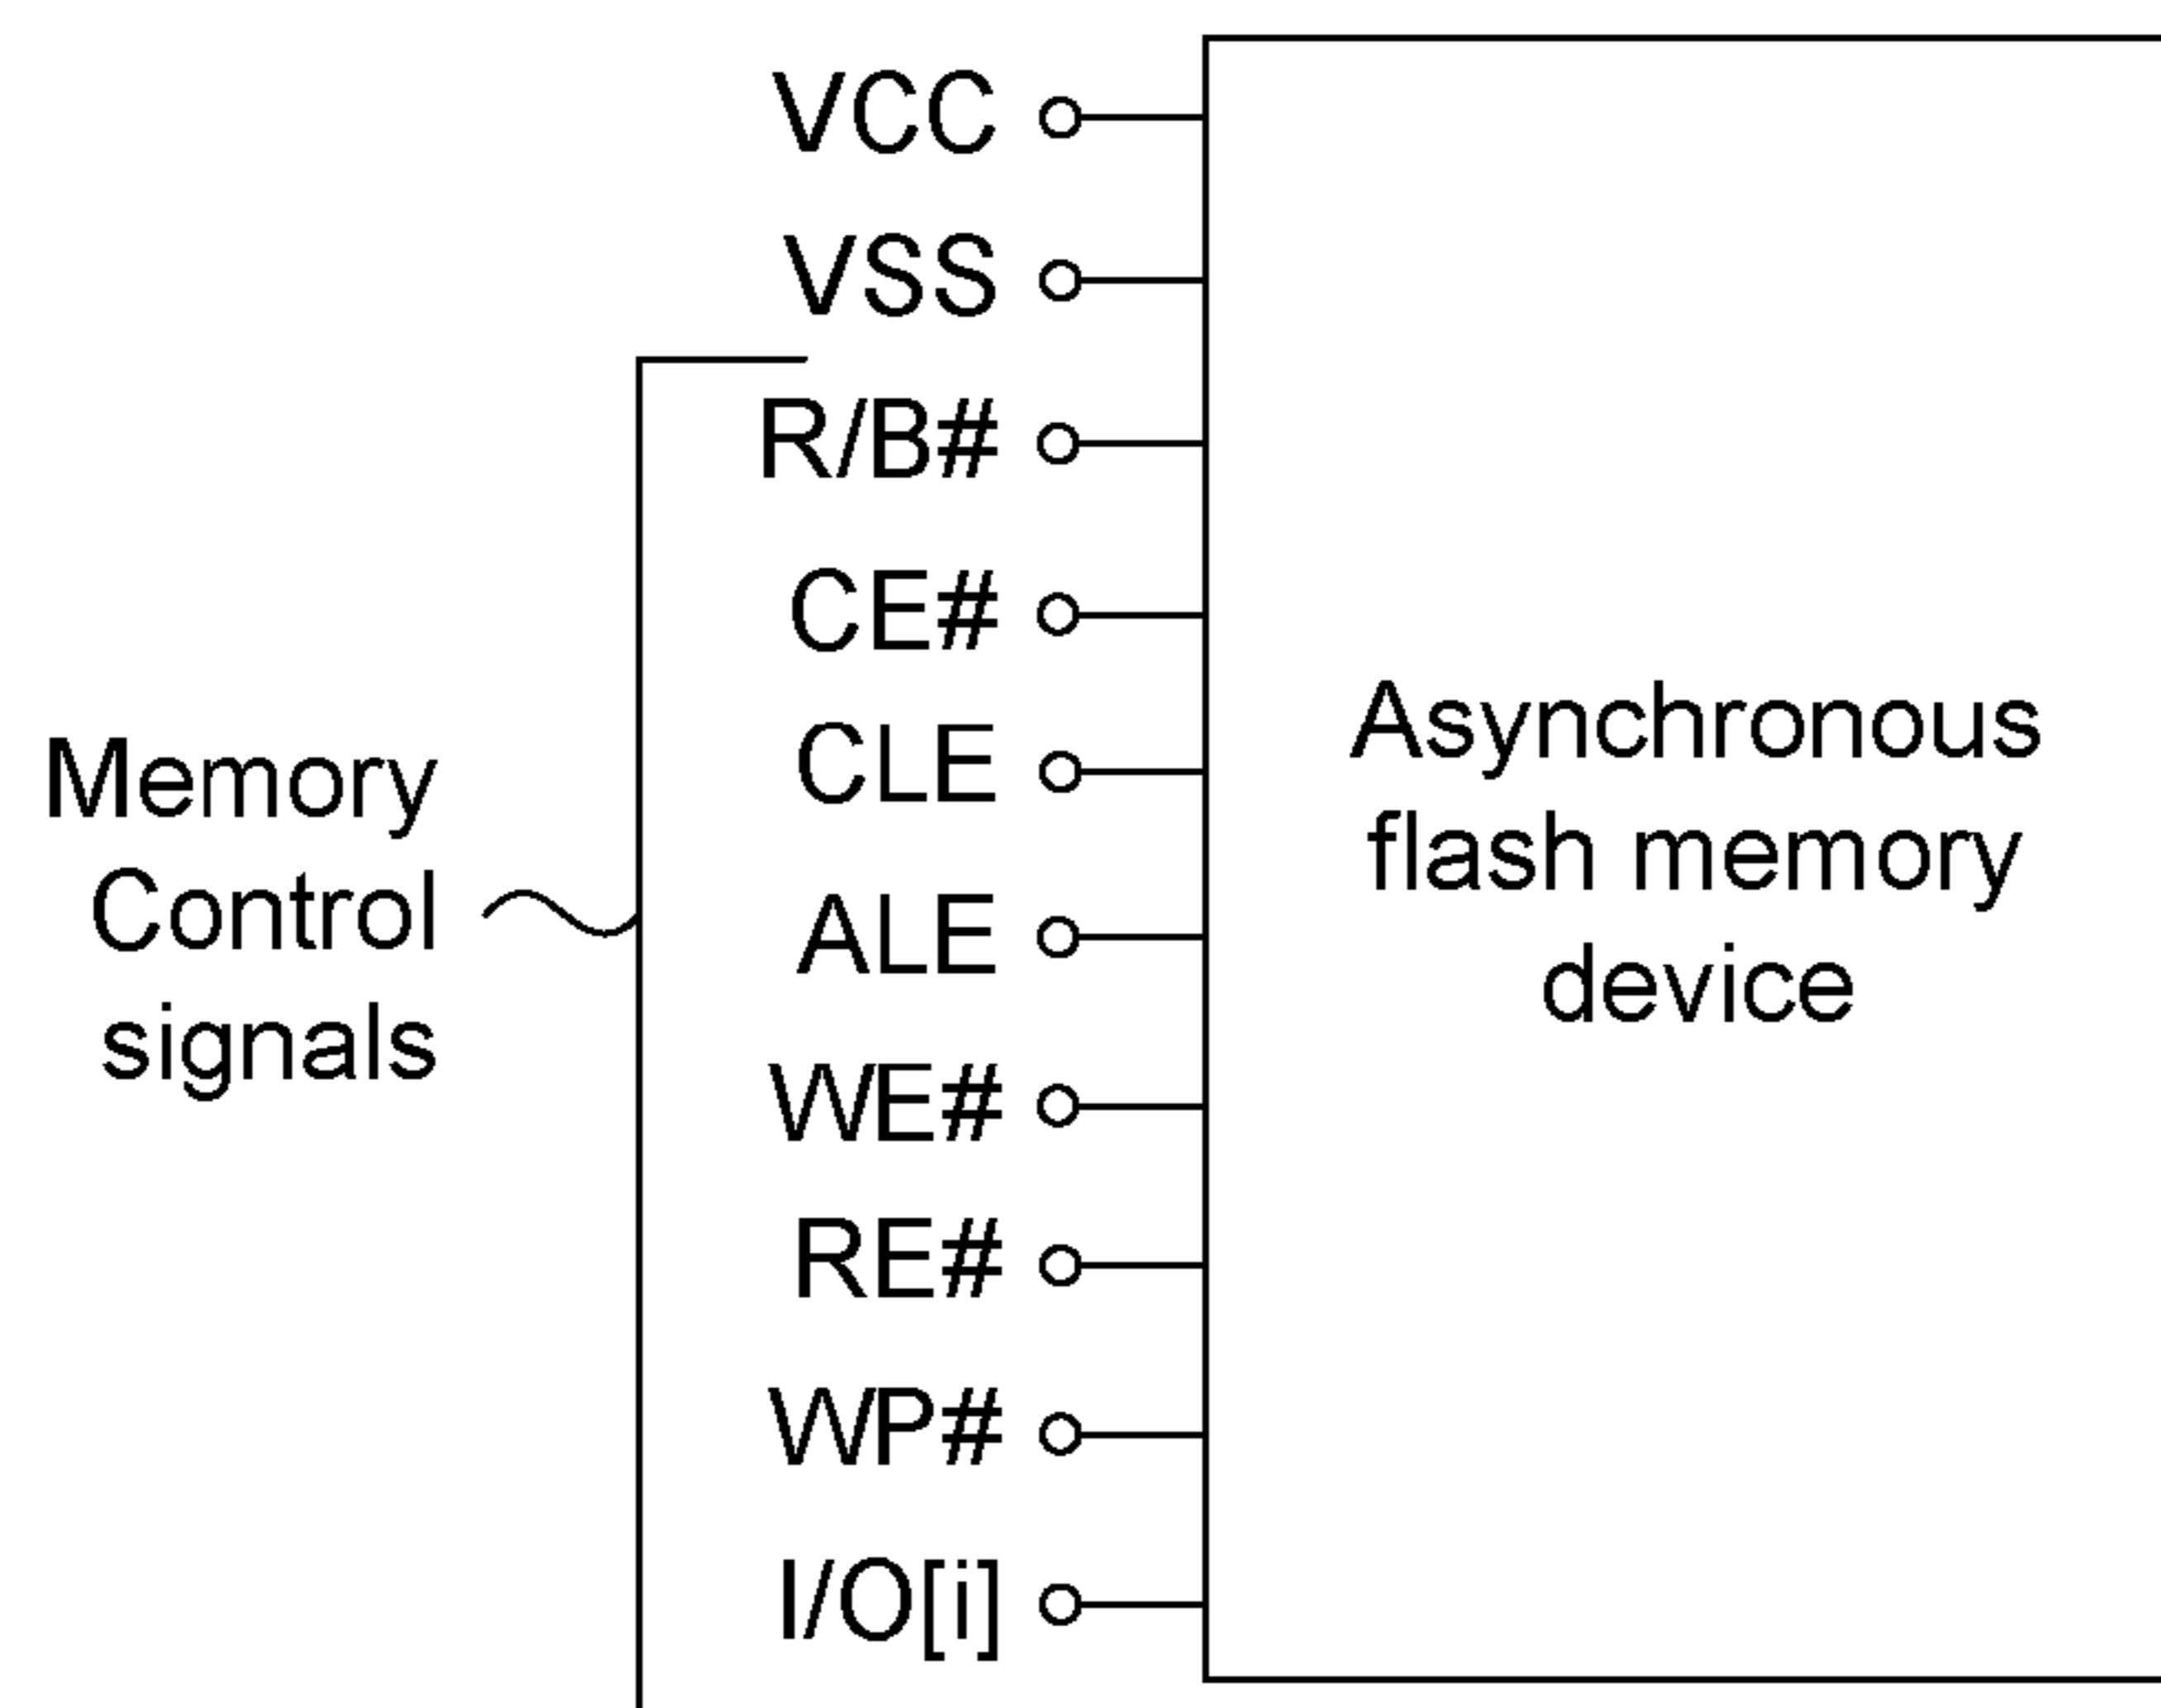 VCC
VSS
R/B#
CE#
CLE
ALE
WE#
RE#
WP#
I/O[i]
Memory
Control
signals
Asynchronous
flash memory
device